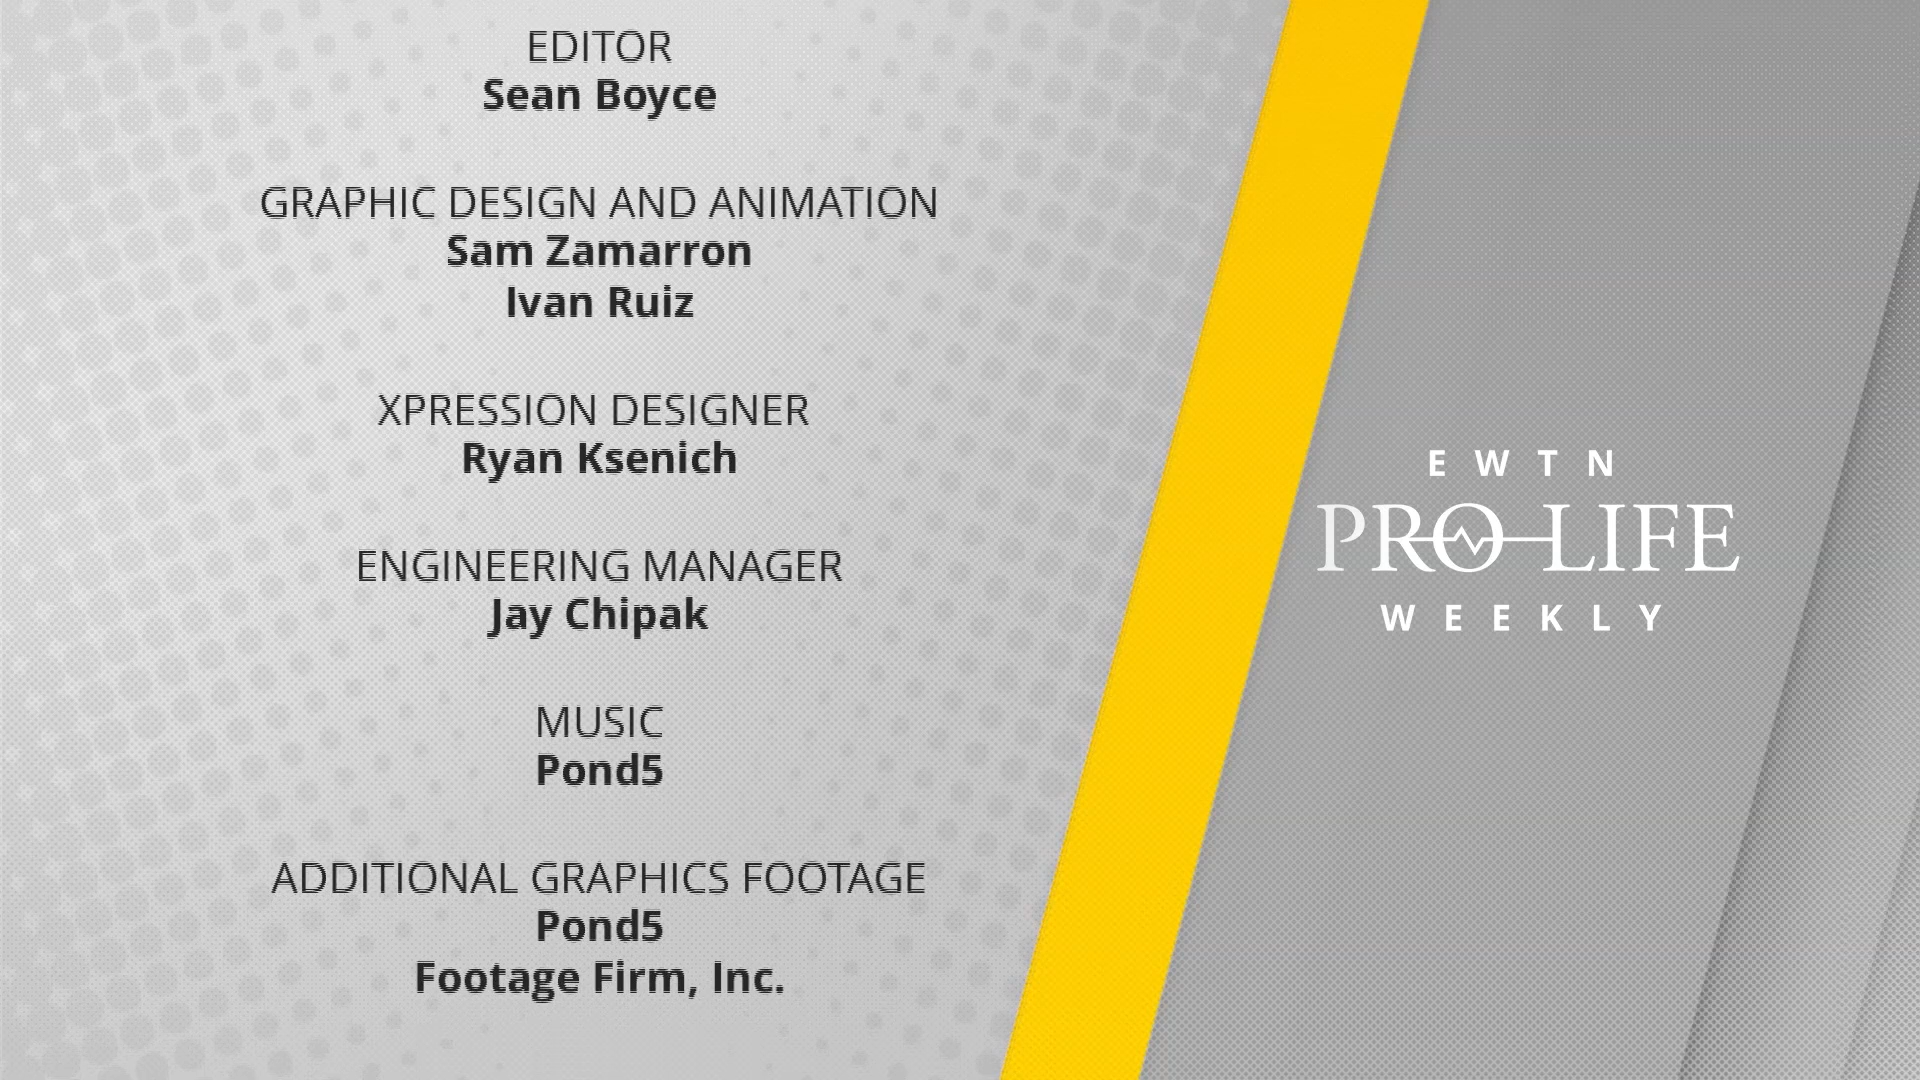 EDITOR
Sean Boyce
GRAPHIC DESIGN AND ANIMATION
Sam Zamarron
Ivan Ruiz
XPRESSION DESIGNER
Ryan Ksenich
ENGINEERING MANAGER
Jay Chipak
MUSIC
Pond5
ADDITIONAL GRAPHICS FOOTAGE
Pond5
Footage Firm, Inc.
EWTN
PRO-LIFE
WEEKLY